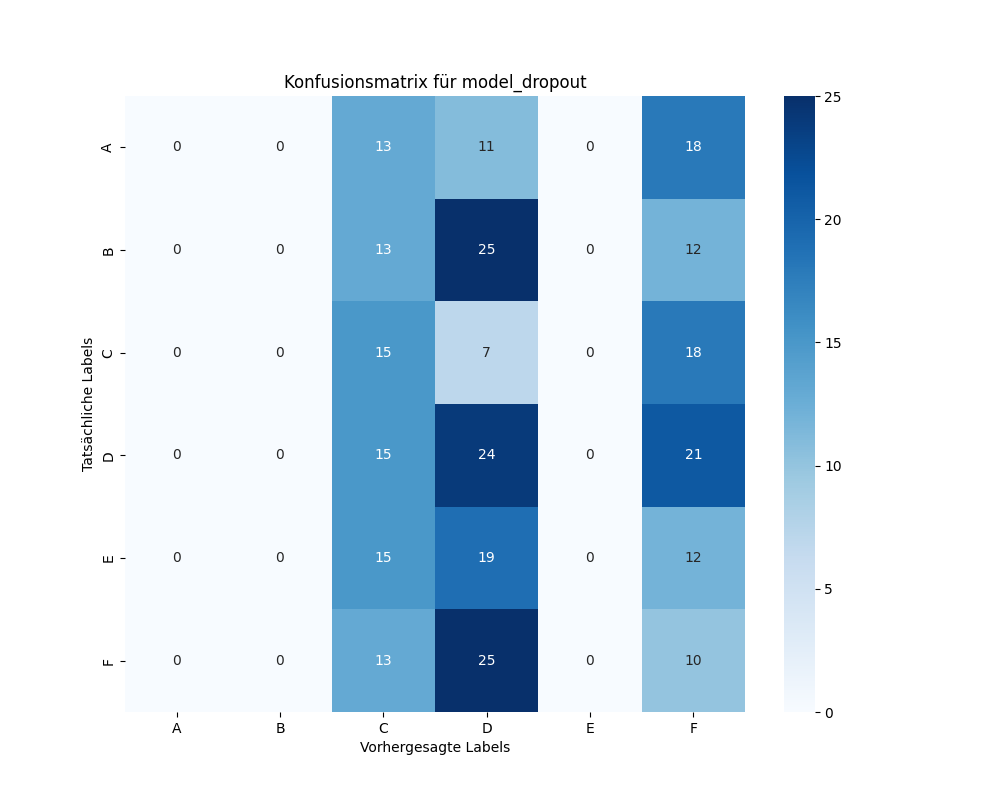 Konfusionsmatrix für model_dropout
A 0 0 13 11 0 18
B 0 0 13 25 0 12
C 0 0 15 7 0 18
D 0 0 15 24 0 21
E 0 0 15 19 0 12
F 0 0 13 25 0 10
A B C D E F
Vorhergesagte Labels
Tatsächliche Labels
25
20
15
10
5
0